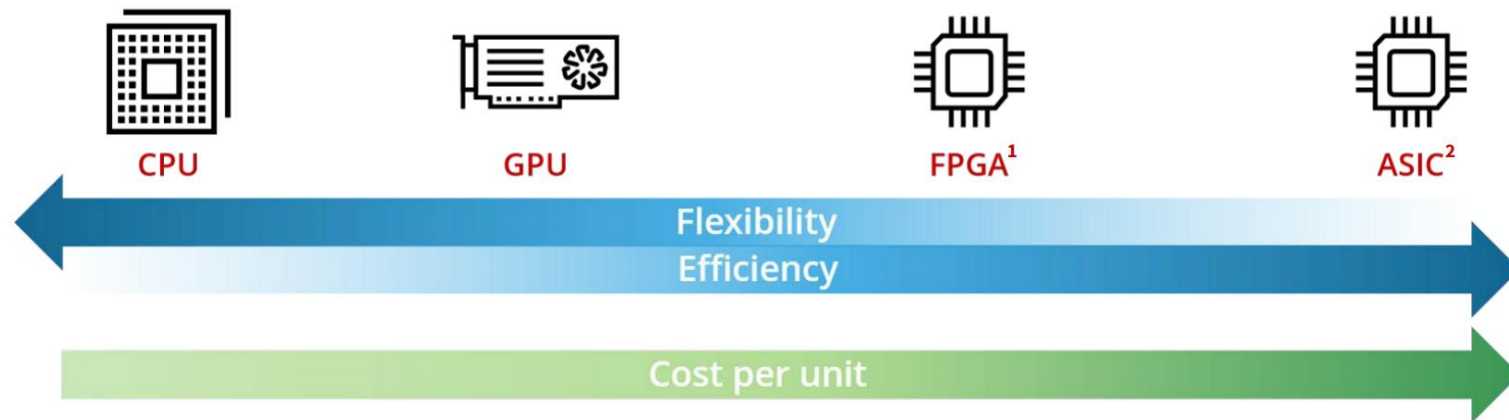 CPU GPU FPGA¹ ASIC²
Flexibility
Efficiency
Cost per unit